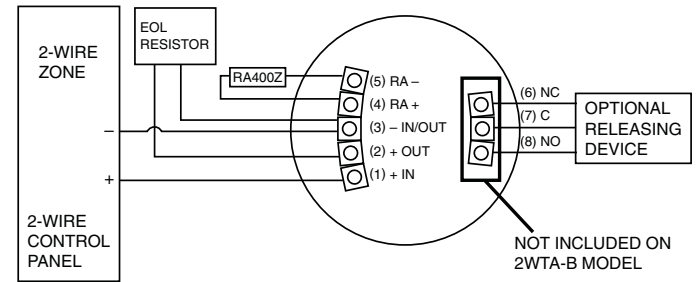 2-WIRE
ZONE
EOL
RESISTOR
RA400Z
(5) RA –
(4) RA +
(3) – IN/OUT
(2) + OUT
(1) + IN
–
+
2-WIRE
CONTROL
PANEL
(6) NC
(7) C
(8) NO
OPTIONAL
RELEASING
DEVICE
NOT INCLUDED ON
2WTA-B MODEL